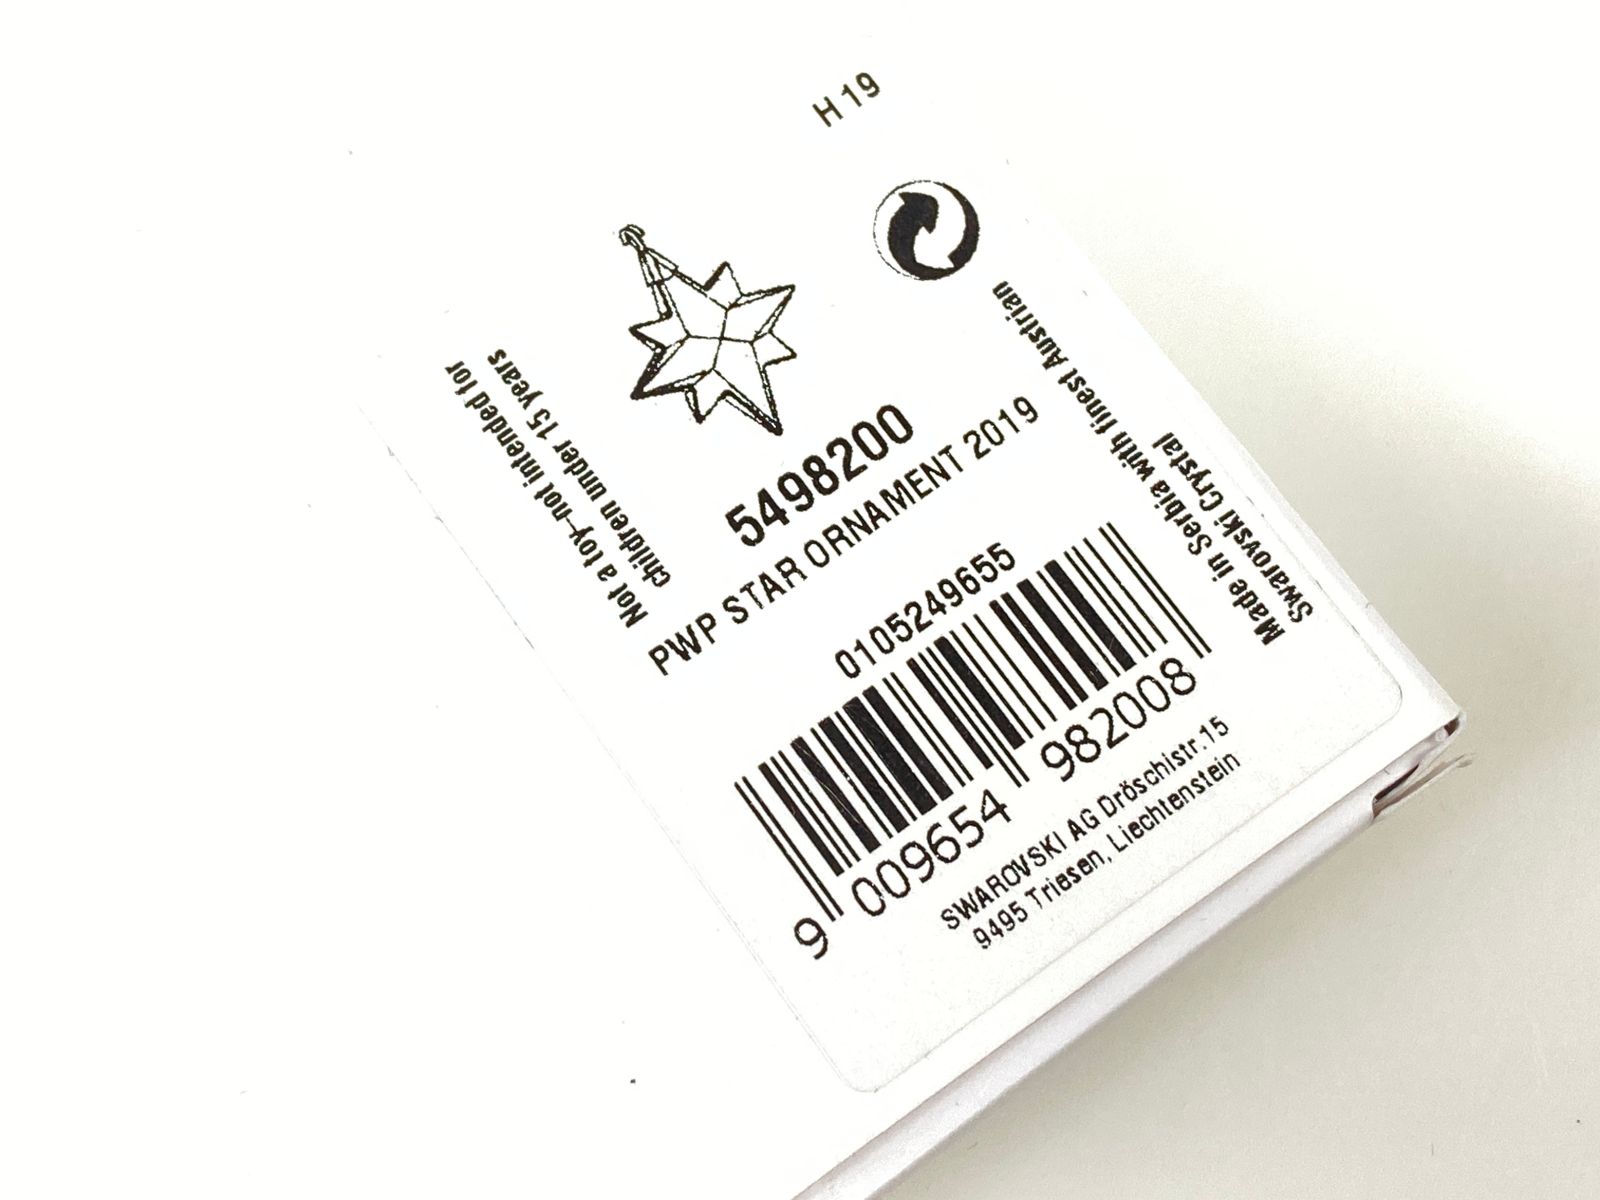 H 19
Not a toy–not intended for
children under 15 years
5498200
PWP STAR ORNAMENT 2019
Made in Serbia with finest Austrian
Swarovski Crystal
0105249655
9 009654 982008
SWAROVSKI AG Dröschistr.15
9495 Triesen, Liechtenstein